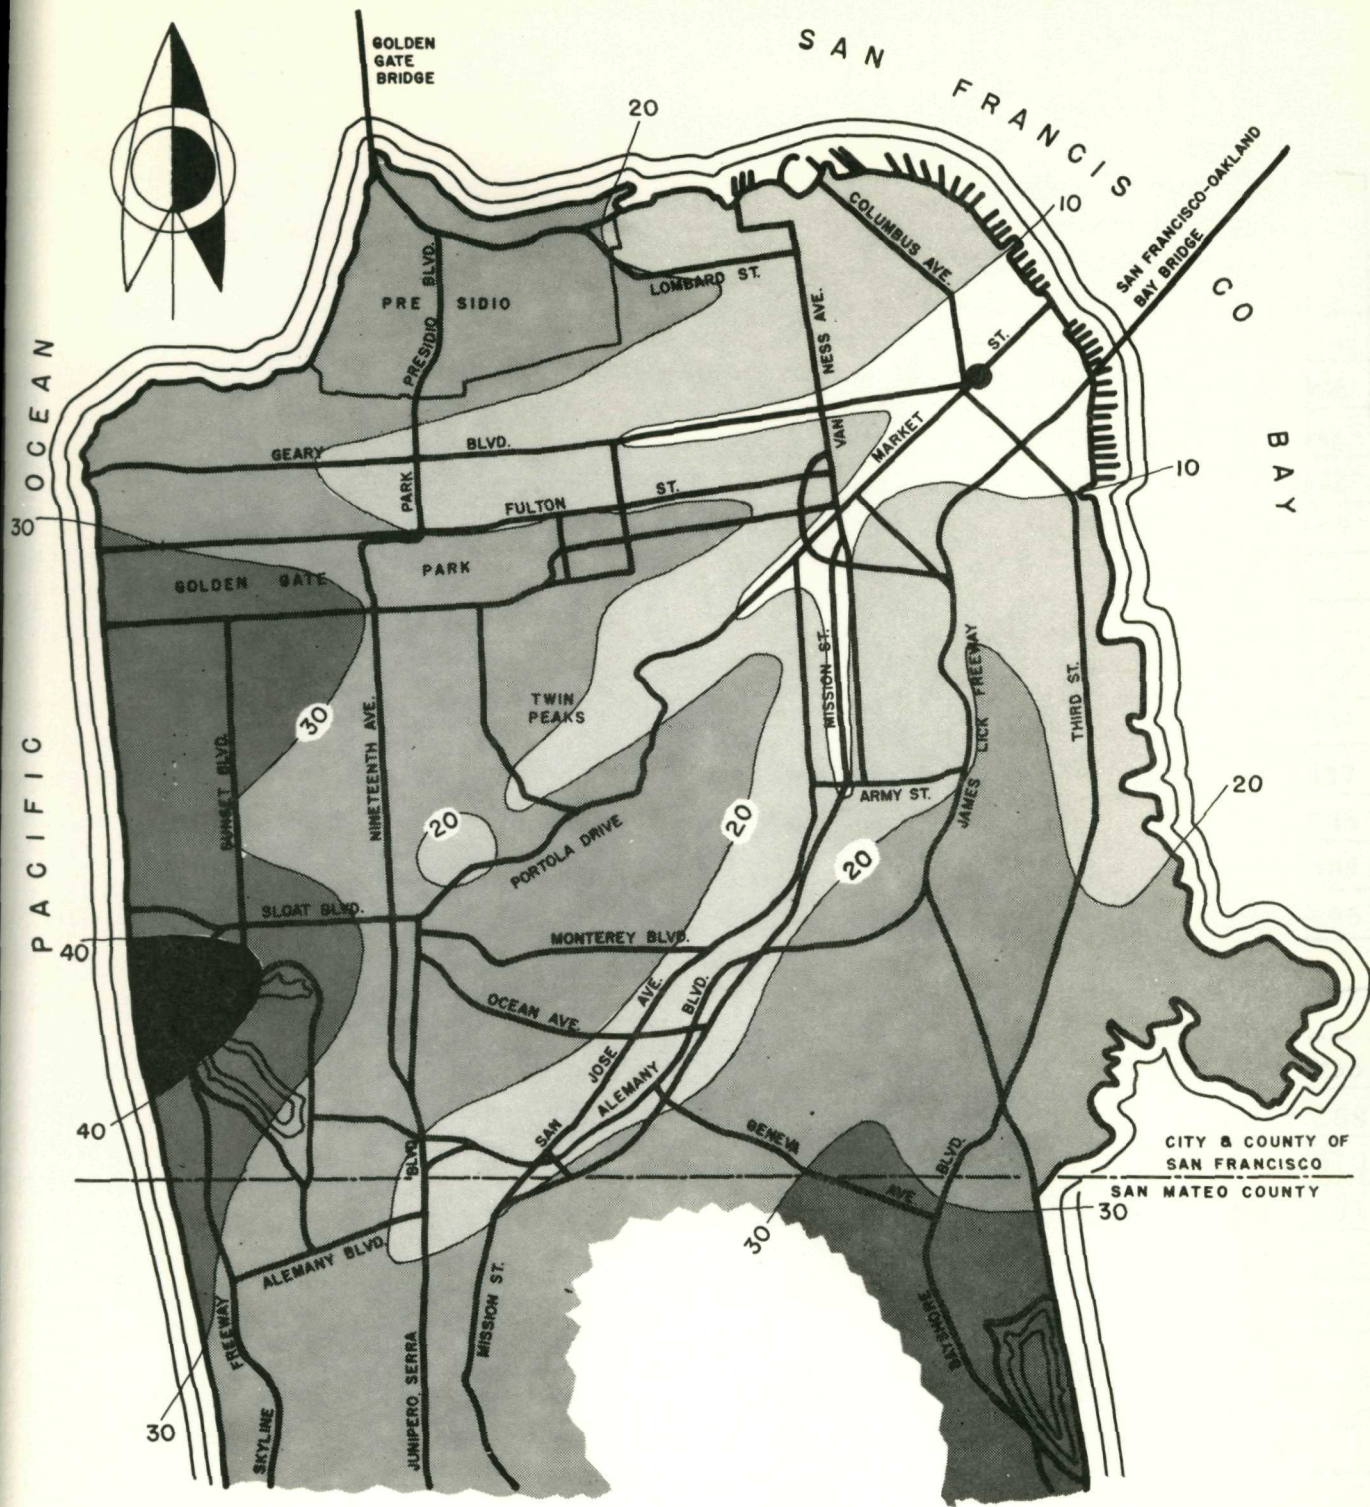 GOLDEN
GATE
BRIDGE
SAN FRANCISCO BAY
20
10
SAN FRANCISCO-OAKLAND
BAY BRIDGE
COLUMBUS AVE.
LOMBARD ST.
PRESIDIO
PRESIDIO BLVD.
VAN NESS AVE.
ST.
MARKET
PACIFIC OCEAN
GEARY BLVD.
PARK
FULTON ST.
10
30
GOLDEN GATE PARK
MISSION ST.
JAMES LICK FREEWAY
THIRD ST.
TWIN
PEAKS
30
NINETEENTH AVE.
SUNSET BLVD.
20
20
20
20
ARMY ST.
PORTOLA DRIVE
SLOAT BLVD.
MONTEREY BLVD.
40
OCEAN AVE.
SAN JOSE AVE.
ALEMANY BLVD.
40
GENEVA AVE.
BLVD.
CITY & COUNTY OF
SAN FRANCISCO
SAN MATEO COUNTY
30
30
ALEMANY BLVD.
MISSION ST.
BAYSHORE BLVD.
FREEWAY
SKYLINE
JUNIPERO SERRA
30